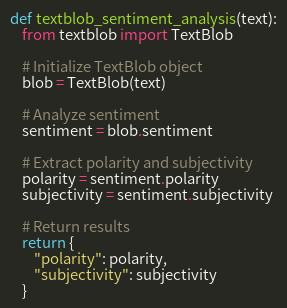 def textblob_sentiment_analysis(text):
    from textblob import TextBlob

    # Initialize TextBlob object
    blob = TextBlob(text)

    # Analyze sentiment
    sentiment = blob.sentiment

    # Extract polarity and subjectivity
    polarity = sentiment.polarity
    subjectivity = sentiment.subjectivity

    # Return results
    return {
        "polarity": polarity,
        "subjectivity": subjectivity
    }